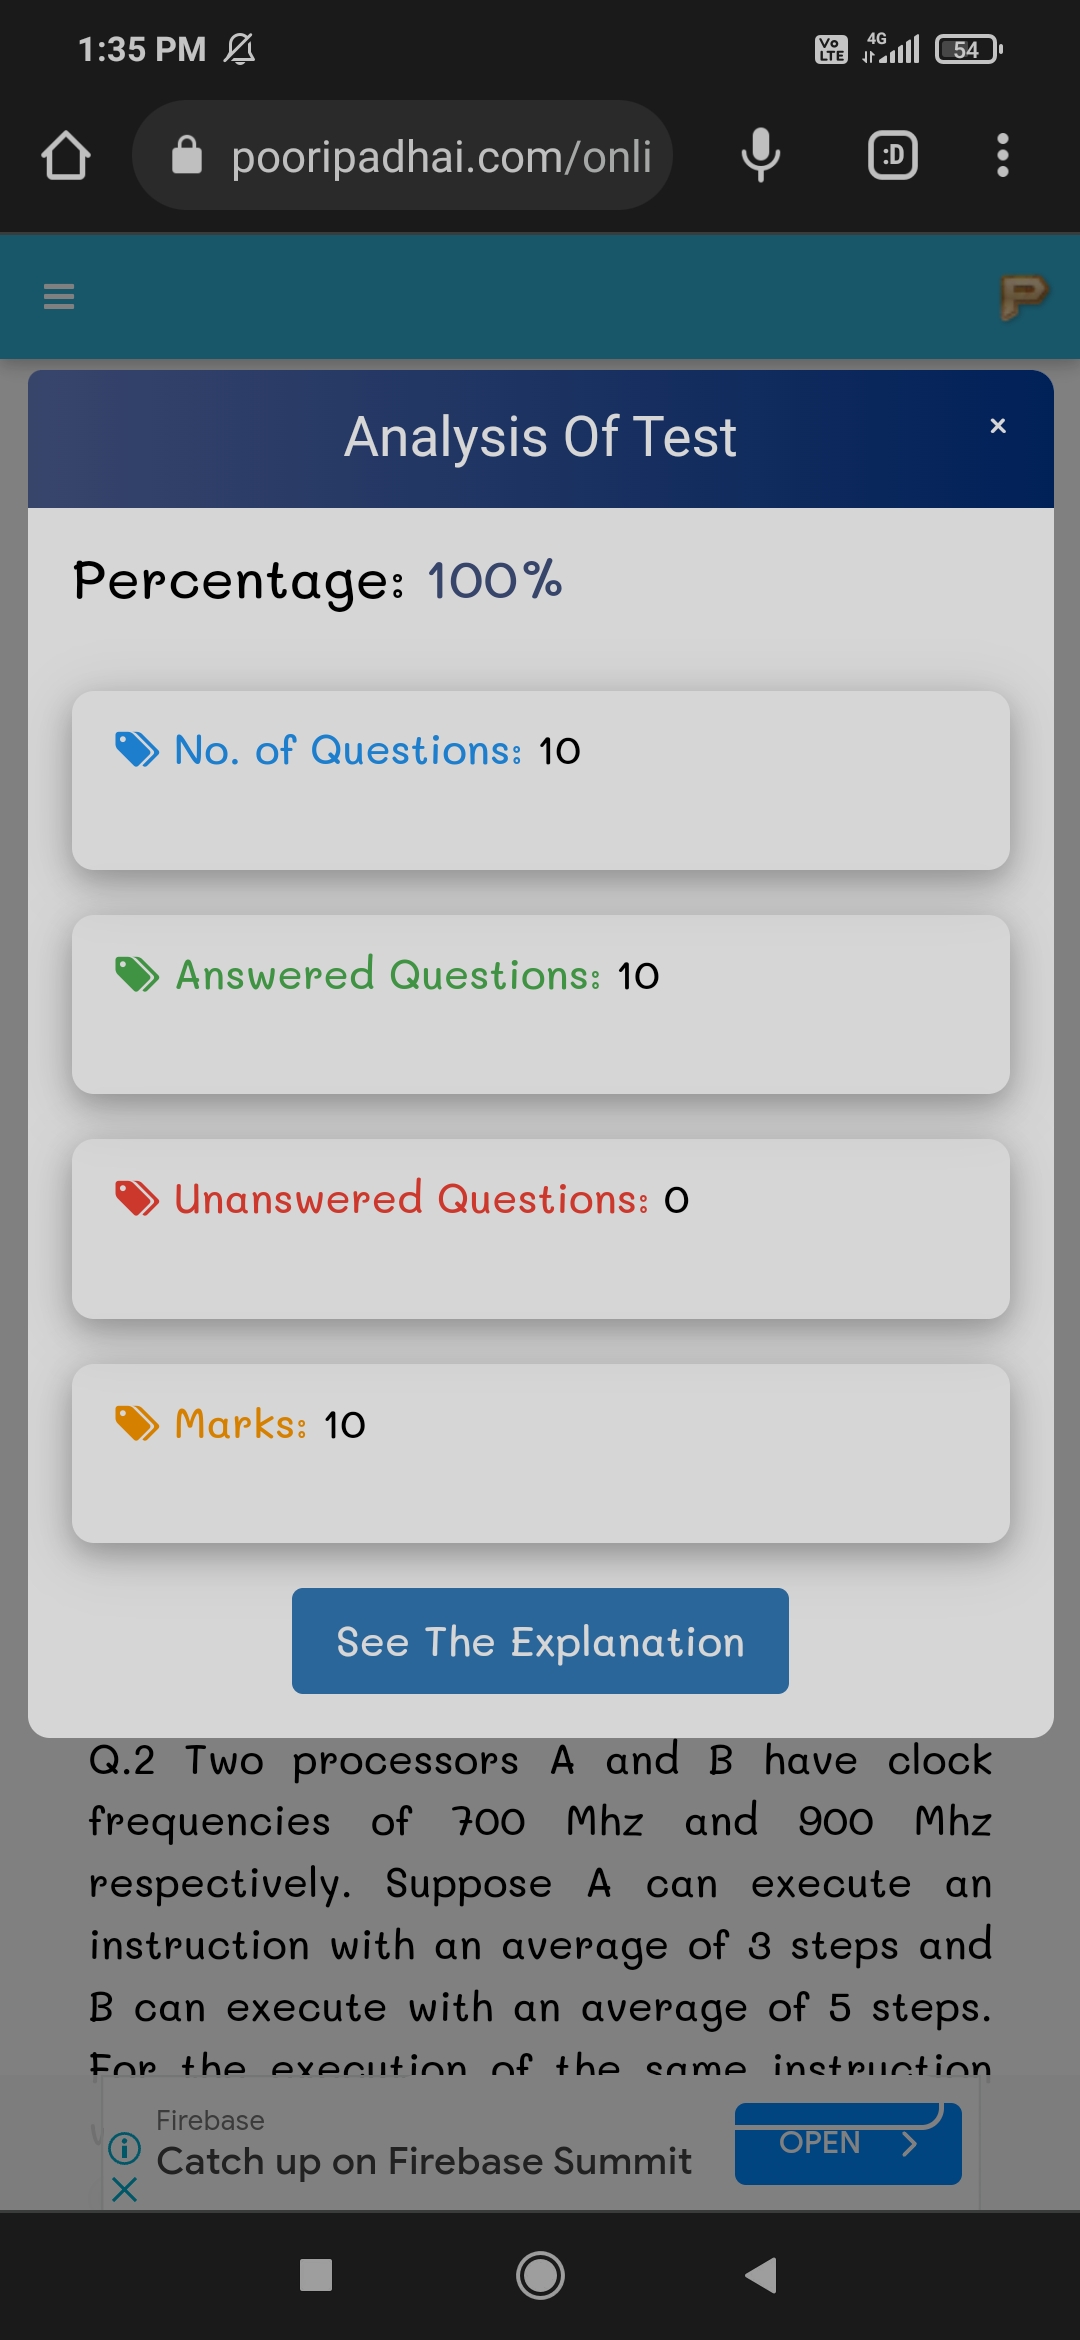 1:35 PM
Vo LTE 4G 54
pooripadhai.com/onli
:D
P
Analysis Of Test
×
Percentage: 100%
No. of Questions: 10
Answered Questions: 10
Unanswered Questions: 0
Marks: 10
See The Explanation
Q.2 Two processors A and B have clock
frequencies of 700 Mhz and 900 Mhz
respectively. Suppose A can execute an
instruction with an average of 3 steps and
B can execute with an average of 5 steps.
For the execution of the same instruction
Firebase
Catch up on Firebase Summit
OPEN